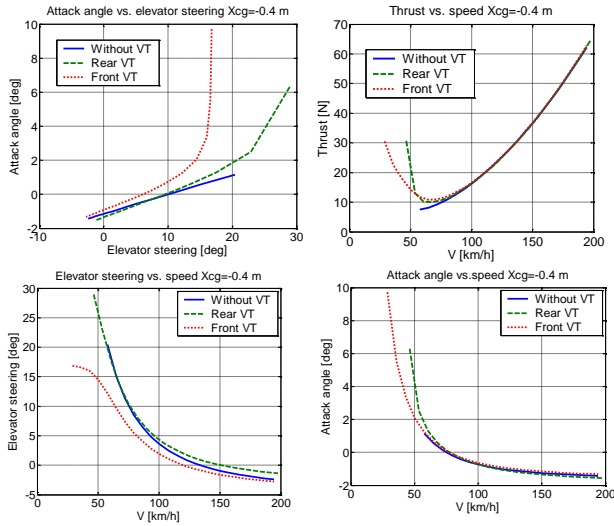 Attack angle vs. elevator steering Xcg=-0.4 m
10
8
6
4
2
0
-2
-10
0
10
20
30
Attack angle [deg]
Elevator steering [deg]
Without VT
Rear VT
Front VT
Thrust vs. speed Xcg=-0.4 m
70
60
50
40
30
20
10
0
0
50
100
150
200
Thrust [N]
V [km/h]
Without VT
Rear VT
Front VT
Elevator steering vs. speed Xcg=-0.4 m
30
25
20
15
10
5
0
-5
0
50
100
150
200
Elevator steering [deg]
V [km/h]
Without VT
Rear VT
Front VT
Attack angle vs.speed Xcg=-0.4 m
10
8
6
4
2
0
-2
0
50
100
150
200
Attack angle [deg]
V [km/h]
Without VT
Rear VT
Front VT